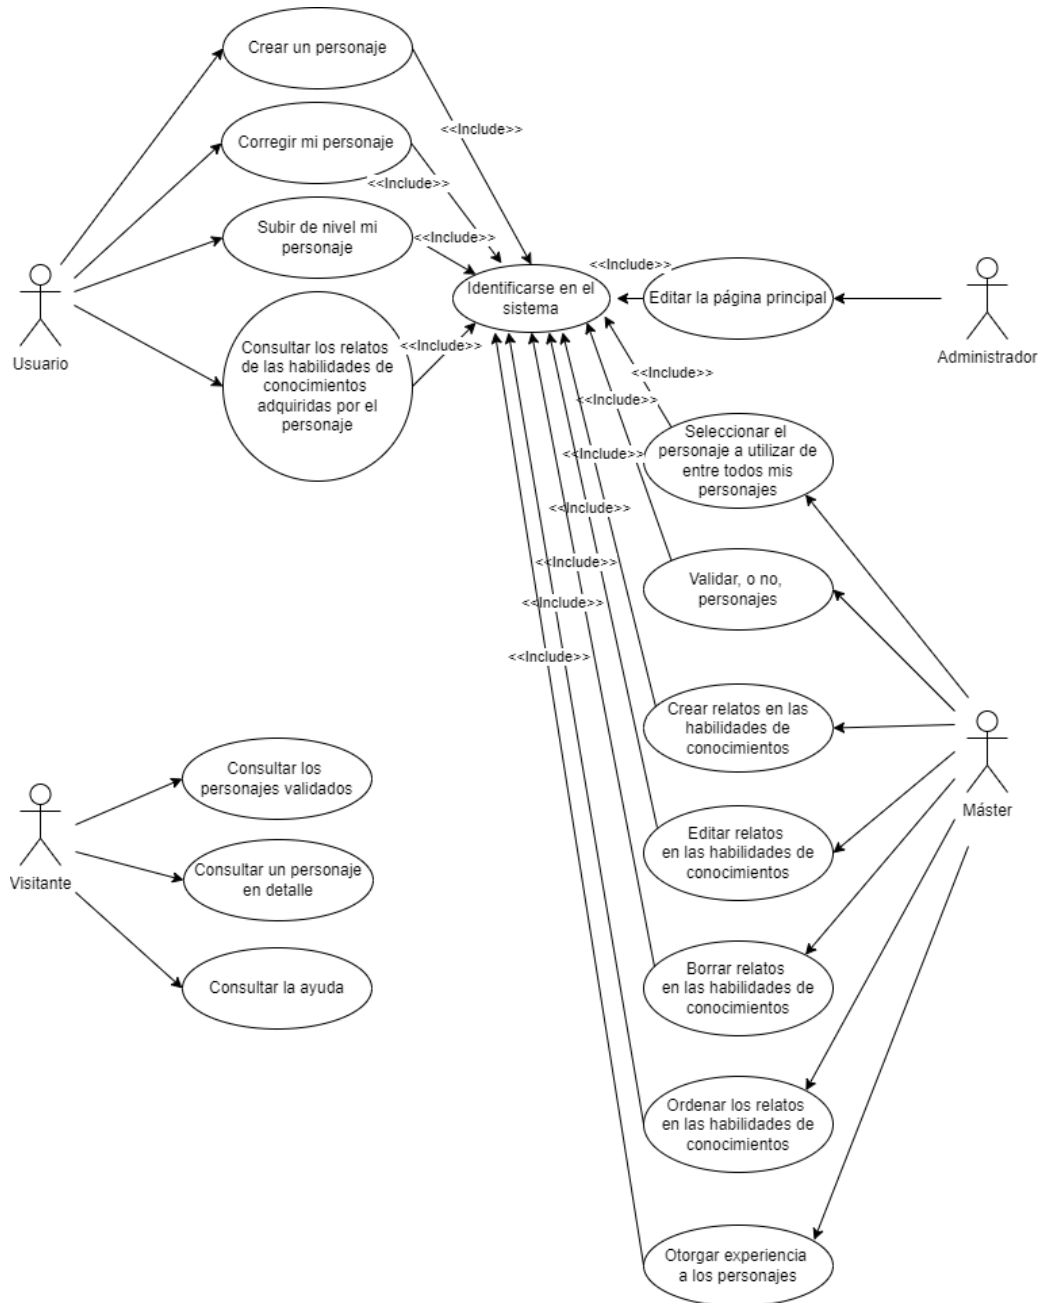 Crear un personaje
<<Include>>
Corregir mi personaje
<<Include>>
Subir de nivel mi
personaje
<<Include>>
Usuario
Consultar los relatos
de las habilidades de
conocimientos
adquiridas por el
personaje
<<Include>>
Identificarse en el
sistema
<<Include>>
Editar la página principal
Administrador
<<Include>>
Seleccionar el
personaje a utilizar de
entre todos mis
personajes
<<Include>>
<<Include>>
<<Include>>
<<Include>>
<<Include>>
<<Include>>
Validar, o no,
personajes
Crear relatos en las
habilidades de
conocimientos
Máster
Editar relatos
en las habilidades de
conocimientos
Borrar relatos
en las habilidades de
conocimientos
Ordenar los relatos
en las habilidades de
conocimientos
Otorgar experiencia
a los personajes
Consultar los
personajes validados
Visitante
Consultar un personaje
en detalle
Consultar la ayuda